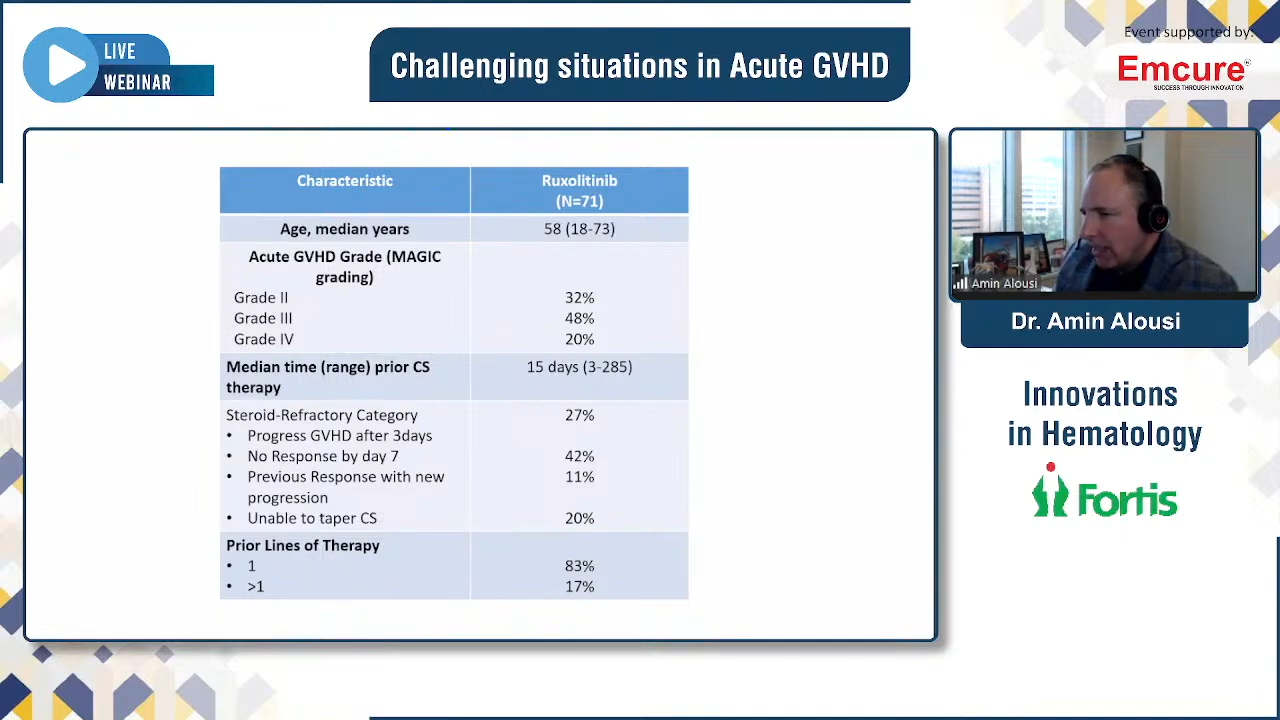 LIVE
WEBINAR
Challenging situations in Acute GVHD
Event supported by:
Emcure
SUCCESS THROUGH INNOVATION
Characteristic
Ruxolitinib
(N=71)
Age, median years 58 (18-73)
Acute GVHD Grade (MAGIC
grading)
Grade II 32%
Grade III 48%
Grade IV 20%
Median time (range) prior CS 15 days (3-285)
therapy
Steroid-Refractory Category 27%
• Progress GVHD after 3days
• No Response by day 7 42%
• Previous Response with new 11%
progression
• Unable to taper CS 20%
Prior Lines of Therapy
• 1 83%
• >1 17%
Amin Alousi
Dr. Amin Alousi
Innovations
in Hematology
Fortis